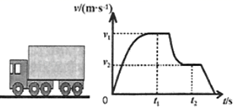 v/(m·s⁻¹)
v₁
v₂
0
t₁
t₂
t/s